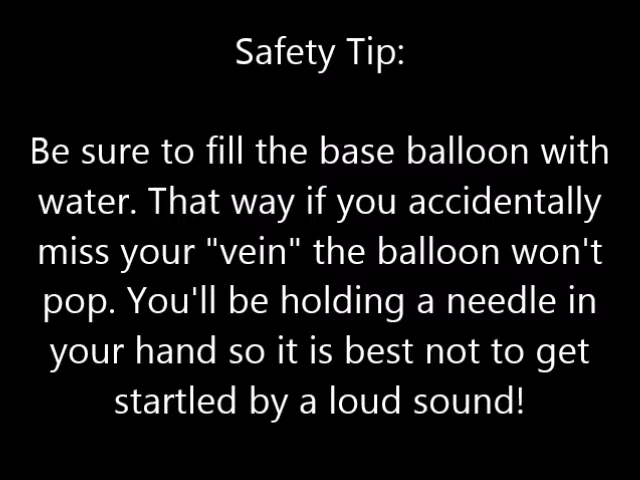 Safety Tip:
Be sure to fill the base balloon with
water. That way if you accidentally
miss your "vein" the balloon won't
pop. You'll be holding a needle in
your hand so it is best not to get
startled by a loud sound!